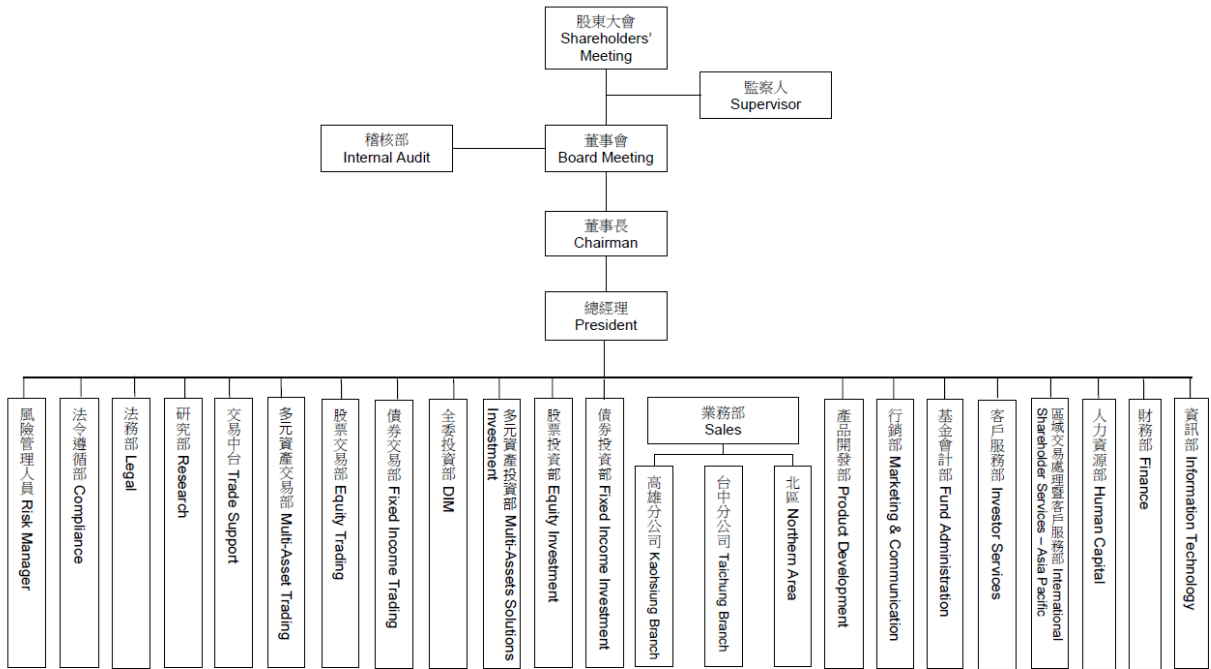 股東大會
Shareholders'
Meeting
監察人
Supervisor
稽核部
Internal Audit
董事會
Board Meeting
董事長
Chairman
總經理
President
風險管理人員 Risk Manager
法令遵循部 Compliance
法務部 Legal
研究部 Research
交易中台 Trade Support
多元資產交易部 Multi-Asset Trading
股票交易部 Equity Trading
債券交易部 Fixed Income Trading
全委投資部 DIM
多元資產投資部 Multi-Assets Solutions
Investment
股票投資部 Equity Investment
債券投資部 Fixed Income Investment
業務部
Sales
高雄分公司 Kaohsiung Branch
台中分公司 Taichung Branch
北區 Northern Area
產品開發部 Product Development
行銷部 Marketing & Communication
基金會計部 Fund Administration
客戶服務部 Investor Services
區域交易處理暨客戶服務部 International
Shareholder Services – Asia Pacific
人力資源部 Human Capital
財務部 Finance
資訊部 Information Technology